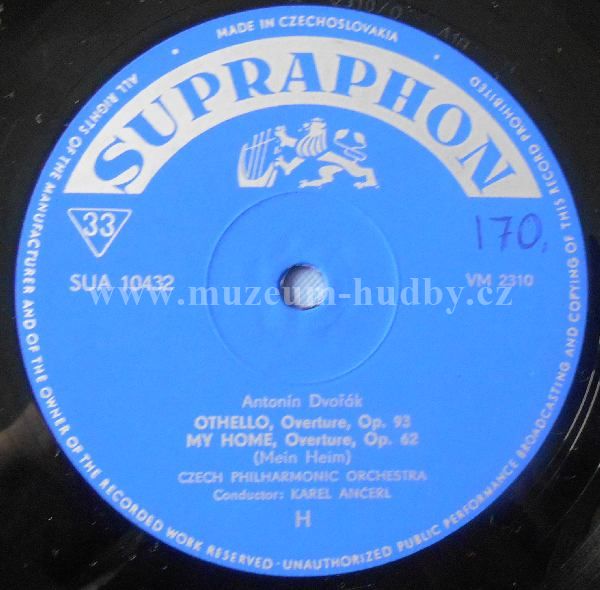 MADE IN CZECHOSLOVAKIA
SUPRAPHON
33
SUA 10432
170,
VM 2310
www.muzeum-hudby.cz
Antonín Dvořák
OTHELLO, Overture, Op. 93
MY HOME, Overture, Op. 62
(Mein Heim)
CZECH PHILHARMONIC ORCHESTRA
Conductor: KAREL ANČERL
H
ALL RIGHTS OF THE MANUFACTURER AND OF THE OWNER OF THE RECORDED WORK RESERVED · UNAUTHORIZED PUBLIC PERFORMANCE BROADCASTING AND COPYING OF THIS RECORD PROHIBITED